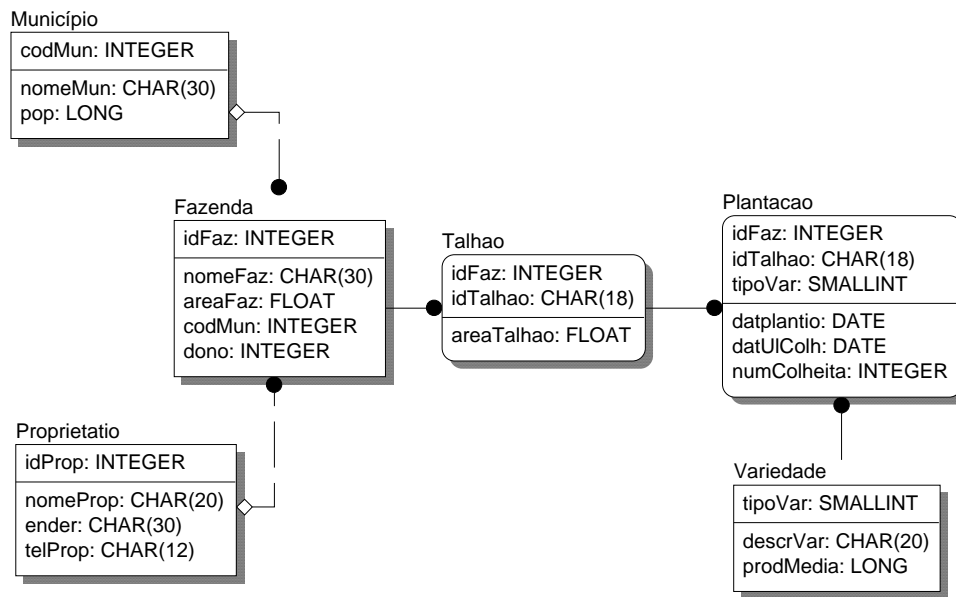 Município
codMun: INTEGER
nomeMun: CHAR(30)
pop: LONG
Fazenda
idFaz: INTEGER
nomeFaz: CHAR(30)
areaFaz: FLOAT
codMun: INTEGER
dono: INTEGER
Talhao
idFaz: INTEGER
idTalhao: CHAR(18)
areaTalhao: FLOAT
Plantacao
idFaz: INTEGER
idTalhao: CHAR(18)
tipoVar: SMALLINT
datplantio: DATE
datUlColh: DATE
numColheita: INTEGER
Proprietatio
idProp: INTEGER
nomeProp: CHAR(20)
ender: CHAR(30)
telProp: CHAR(12)
Variedade
tipoVar: SMALLINT
descrVar: CHAR(20)
prodMedia: LONG